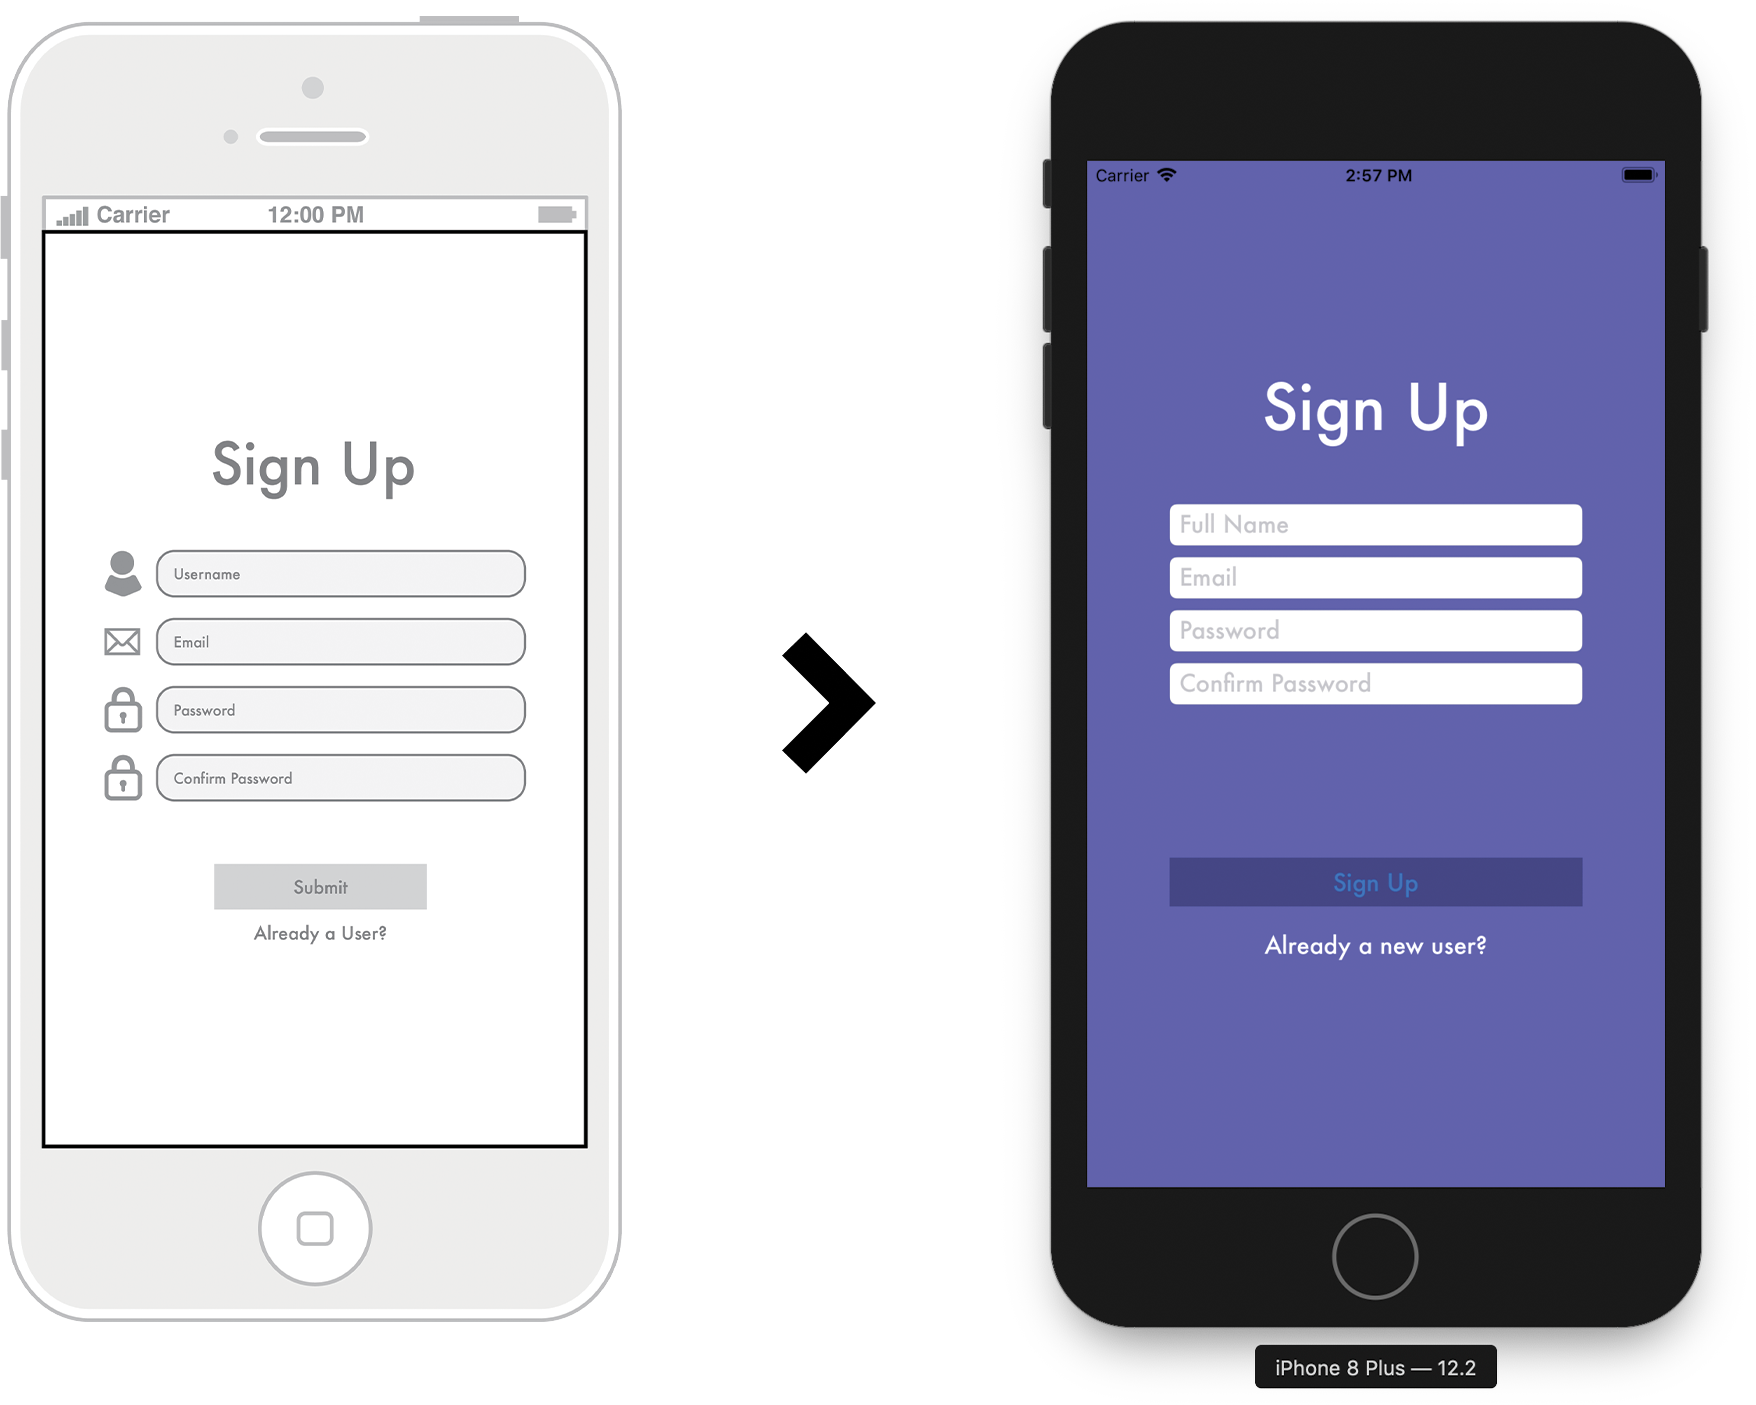 Carrier 12:00 PM
Sign Up
Username
Email
Password
Confirm Password
Submit
Already a User?
Carrier 2:57 PM
Sign Up
Full Name
Email
Password
Confirm Password
Sign Up
Already a new user?
iPhone 8 Plus — 12.2